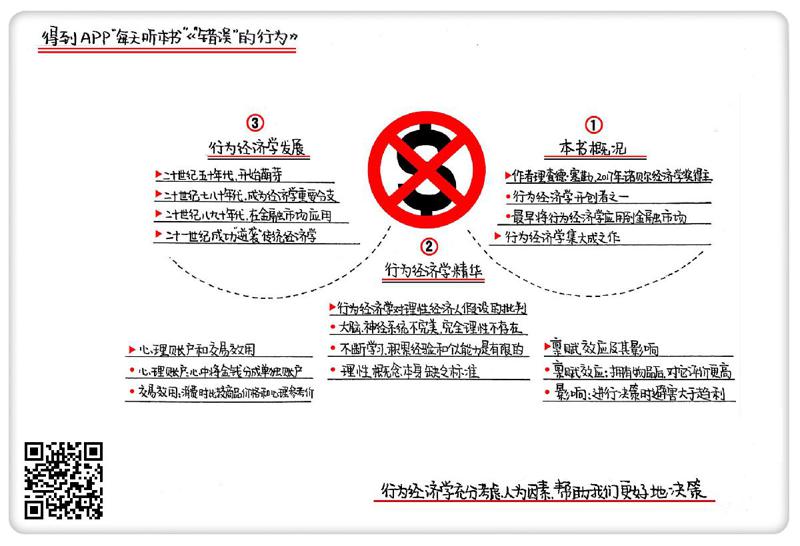 得到APP"每天听本书"《"错误"的行为》
①
本书概况
作者理查德·塞勒,2017年诺贝尔经济学奖得主
行为经济学开创者之一
最早将行为经济学应用到金融市场
行为经济学集大成之作
②
行为经济学精华
行为经济学对理性经济人假设的批判
大脑、神经系统不完美,完全理性不存在
不断学习、积累经验和优化能力是有限的
理性概念本身缺乏标准
禀赋效应及其影响
禀赋效应:拥有物品后,对它评价更高
影响:进行决策时避害大于趋利
心理账户和交易效用
心理账户:心中将金钱分成单独账户
交易效用:消费时比较商品价格和心理参考价
③
行为经济学发展
二十世纪五十年代,开始萌芽
二十世纪七八十年代,成为经济学重要分支
二十世纪八九十年代,在金融市场应用
二十一世纪成功"逆袭"传统经济学
行为经济学充分考虑人为因素,帮助我们更好地决策